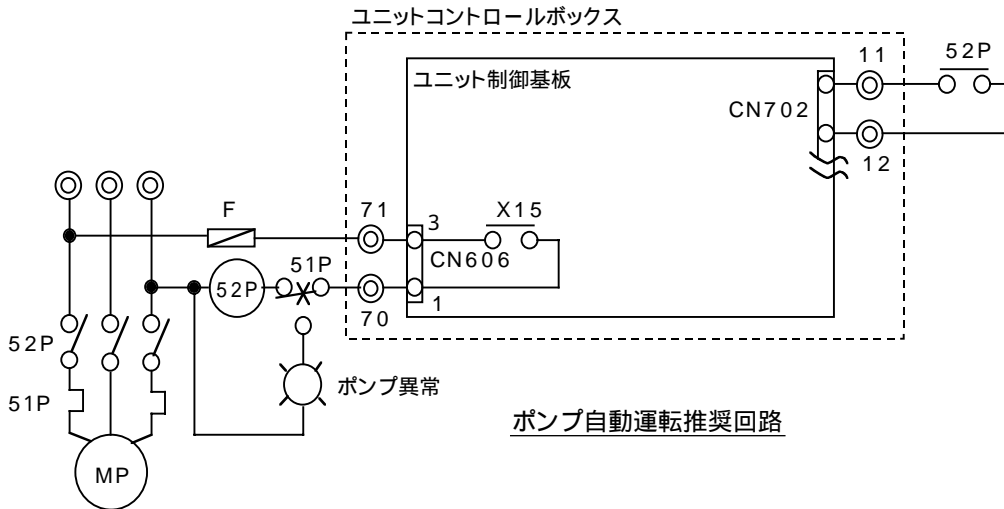 ユニットコントロールボックス
ユニット制御基板
11
52P
CN702
12
F
71
3
X15
CN606
51P
52P
70
1
52P
51P
ポンプ異常
MP
ポンプ自動運転推奨回路